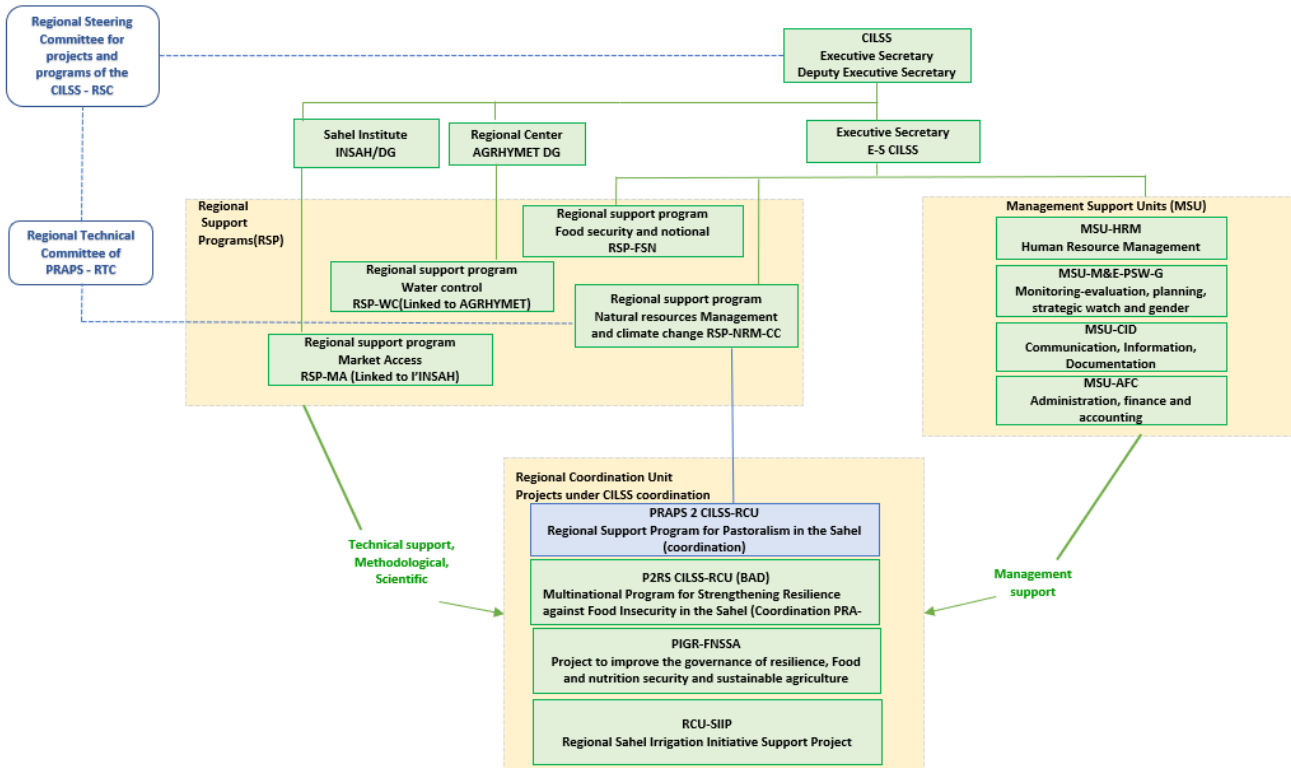 Regional Steering
Committee for
projects and
programs of the
CILSS - RSC
CILSS
Executive Secretary
Deputy Executive Secretary
Sahel Institute
INSAH/DG
Regional Center
AGRHYMET DG
Executive Secretary
E-S CILSS
Regional Technical
Committee of
PRAPS - RTC
Regional
Support
Programs(RSP)
Regional support program
Food security and notional
RSP-FSN
Regional support program
Water control
RSP-WC(Linked to AGRHYMET)
Regional support program
Natural resources Management
and climate change RSP-NRM-CC
Regional support program
Market Access
RSP-MA (Linked to l'INSAH)
Management Support Units (MSU)
MSU-HRM
Human Resource Management
MSU-M&E-PSW-G
Monitoring-evaluation, planning,
strategic watch and gender
MSU-CID
Communication, Information,
Documentation
MSU-AFC
Administration, finance and
accounting
Technical support,
Methodological,
Scientific
Regional Coordination Unit
Projects under CILSS coordination
PRAPS 2 CILSS-RCU
Regional Support Program for Pastoralism in the Sahel
(coordination)
P2RS CILSS-RCU (BAD)
Multinational Program for Strengthening Resilience
against Food Insecurity in the Sahel (Coordination PRA-
PIGR-FNSSA
Project to improve the governance of resilience, Food
and nutrition security and sustainable agriculture
RCU-SIIP
Regional Sahel Irrigation Initiative Support Project
Management
support